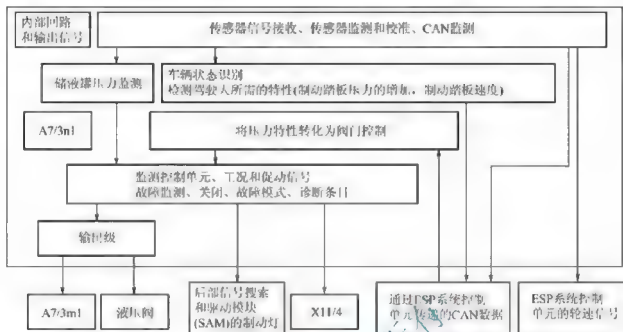 内部回路
和输出信号
传感器信号接收、传感器监测和校准、CAN监测
储液罐压力监测
车辆状态识别
检测驾驶人所需的特性(制动踏板压力的增加,制动踏板速度)
A7/3n1
将压力特性转化为阀门控制
监测控制单元、工况和促动信号
故障监测、关闭、故障模式、诊断条目
输出级
A7/3m1
液压阀
后部信号搜索
和驱动模块
(SAM)的制动灯
X11/4
通过ESP系统控制
单元传递的CAN数据
ESP系统控制
单元的轮速信号